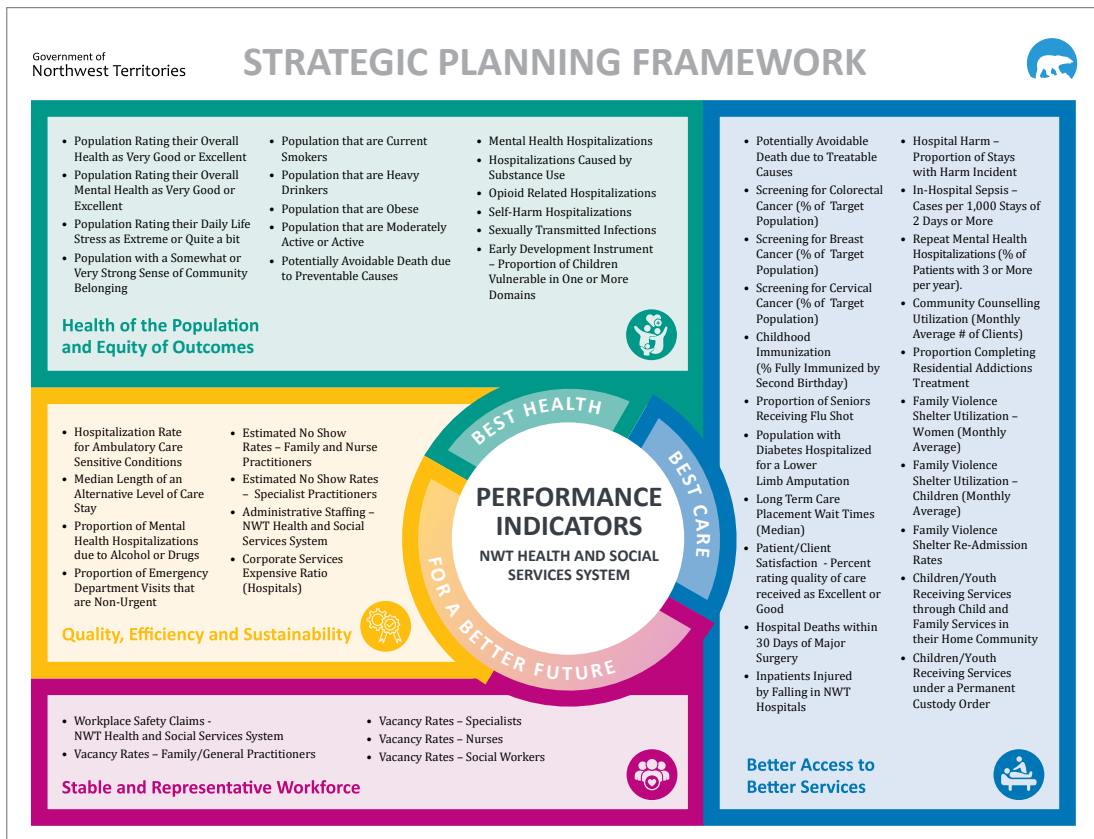 Government of
Northwest Territories
STRATEGIC PLANNING FRAMEWORK
• Population Rating their Overall
Health as Very Good or Excellent
• Population Rating their Overall
Mental Health as Very Good or
Excellent
• Population Rating their Daily Life
Stress as Extreme or Quite a bit
• Population with a Somewhat or
Very Strong Sense of Community
Belonging
• Population that are Current
Smokers
• Population that are Heavy
Drinkers
• Population that are Obese
• Population that are Moderately
Active or Active
• Potentially Avoidable Death due
to Preventable Causes
• Mental Health Hospitalizations
• Hospitalizations Caused by
Substance Use
• Opioid Related Hospitalizations
• Self-Harm Hospitalizations
• Sexually Transmitted Infections
• Early Development Instrument
– Proportion of Children
Vulnerable in One or More
Domains
Health of the Population
and Equity of Outcomes
• Hospitalization Rate
for Ambulatory Care
Sensitive Conditions
• Median Length of an
Alternative Level of Care
Stay
• Proportion of Mental
Health Hospitalizations
due to Alcohol or Drugs
• Proportion of Emergency
Department Visits that
are Non-Urgent
• Estimated No Show
Rates – Family and Nurse
Practitioners
• Estimated No Show Rates
– Specialist Practitioners
• Administrative Staffing –
NWT Health and Social
Services System
• Corporate Services
Expensive Ratio
(Hospitals)
Quality, Efficiency and Sustainability
BEST HEALTH
BEST CARE
FOR A BETTER FUTURE
PERFORMANCE
INDICATORS
NWT HEALTH AND SOCIAL
SERVICES SYSTEM
• Workplace Safety Claims -
NWT Health and Social Services System
• Vacancy Rates – Family/General Practitioners
• Vacancy Rates – Specialists
• Vacancy Rates – Nurses
• Vacancy Rates – Social Workers
Stable and Representative Workforce
• Potentially Avoidable
Death due to Treatable
Causes
• Screening for Colorectal
Cancer (% of Target
Population)
• Screening for Breast
Cancer (% of Target
Population)
• Screening for Cervical
Cancer (% of Target
Population)
• Childhood
Immunization
(% Fully Immunized by
Second Birthday)
• Proportion of Seniors
Receiving Flu Shot
• Population with
Diabetes Hospitalized
for a Lower
Limb Amputation
• Long Term Care
Placement Wait Times
(Median)
• Patient/Client
Satisfaction - Percent
rating quality of care
received as Excellent or
Good
• Hospital Deaths within
30 Days of Major
Surgery
• Inpatients Injured
by Falling in NWT
Hospitals
• Hospital Harm –
Proportion of Stays
with Harm Incident
• In-Hospital Sepsis –
Cases per 1,000 Stays of
2 Days or More
• Repeat Mental Health
Hospitalizations (% of
Patients with 3 or More
per year).
• Community Counselling
Utilization (Monthly
Average # of Clients)
• Proportion Completing
Residential Addictions
Treatment
• Family Violence
Shelter Utilization –
Women (Monthly
Average)
• Family Violence
Shelter Utilization –
Children (Monthly
Average)
• Family Violence
Shelter Re-Admission
Rates
• Children/Youth
Receiving Services
through Child and
Family Services in
their Home Community
• Children/Youth
Receiving Services
under a Permanent
Custody Order
Better Access to
Better Services